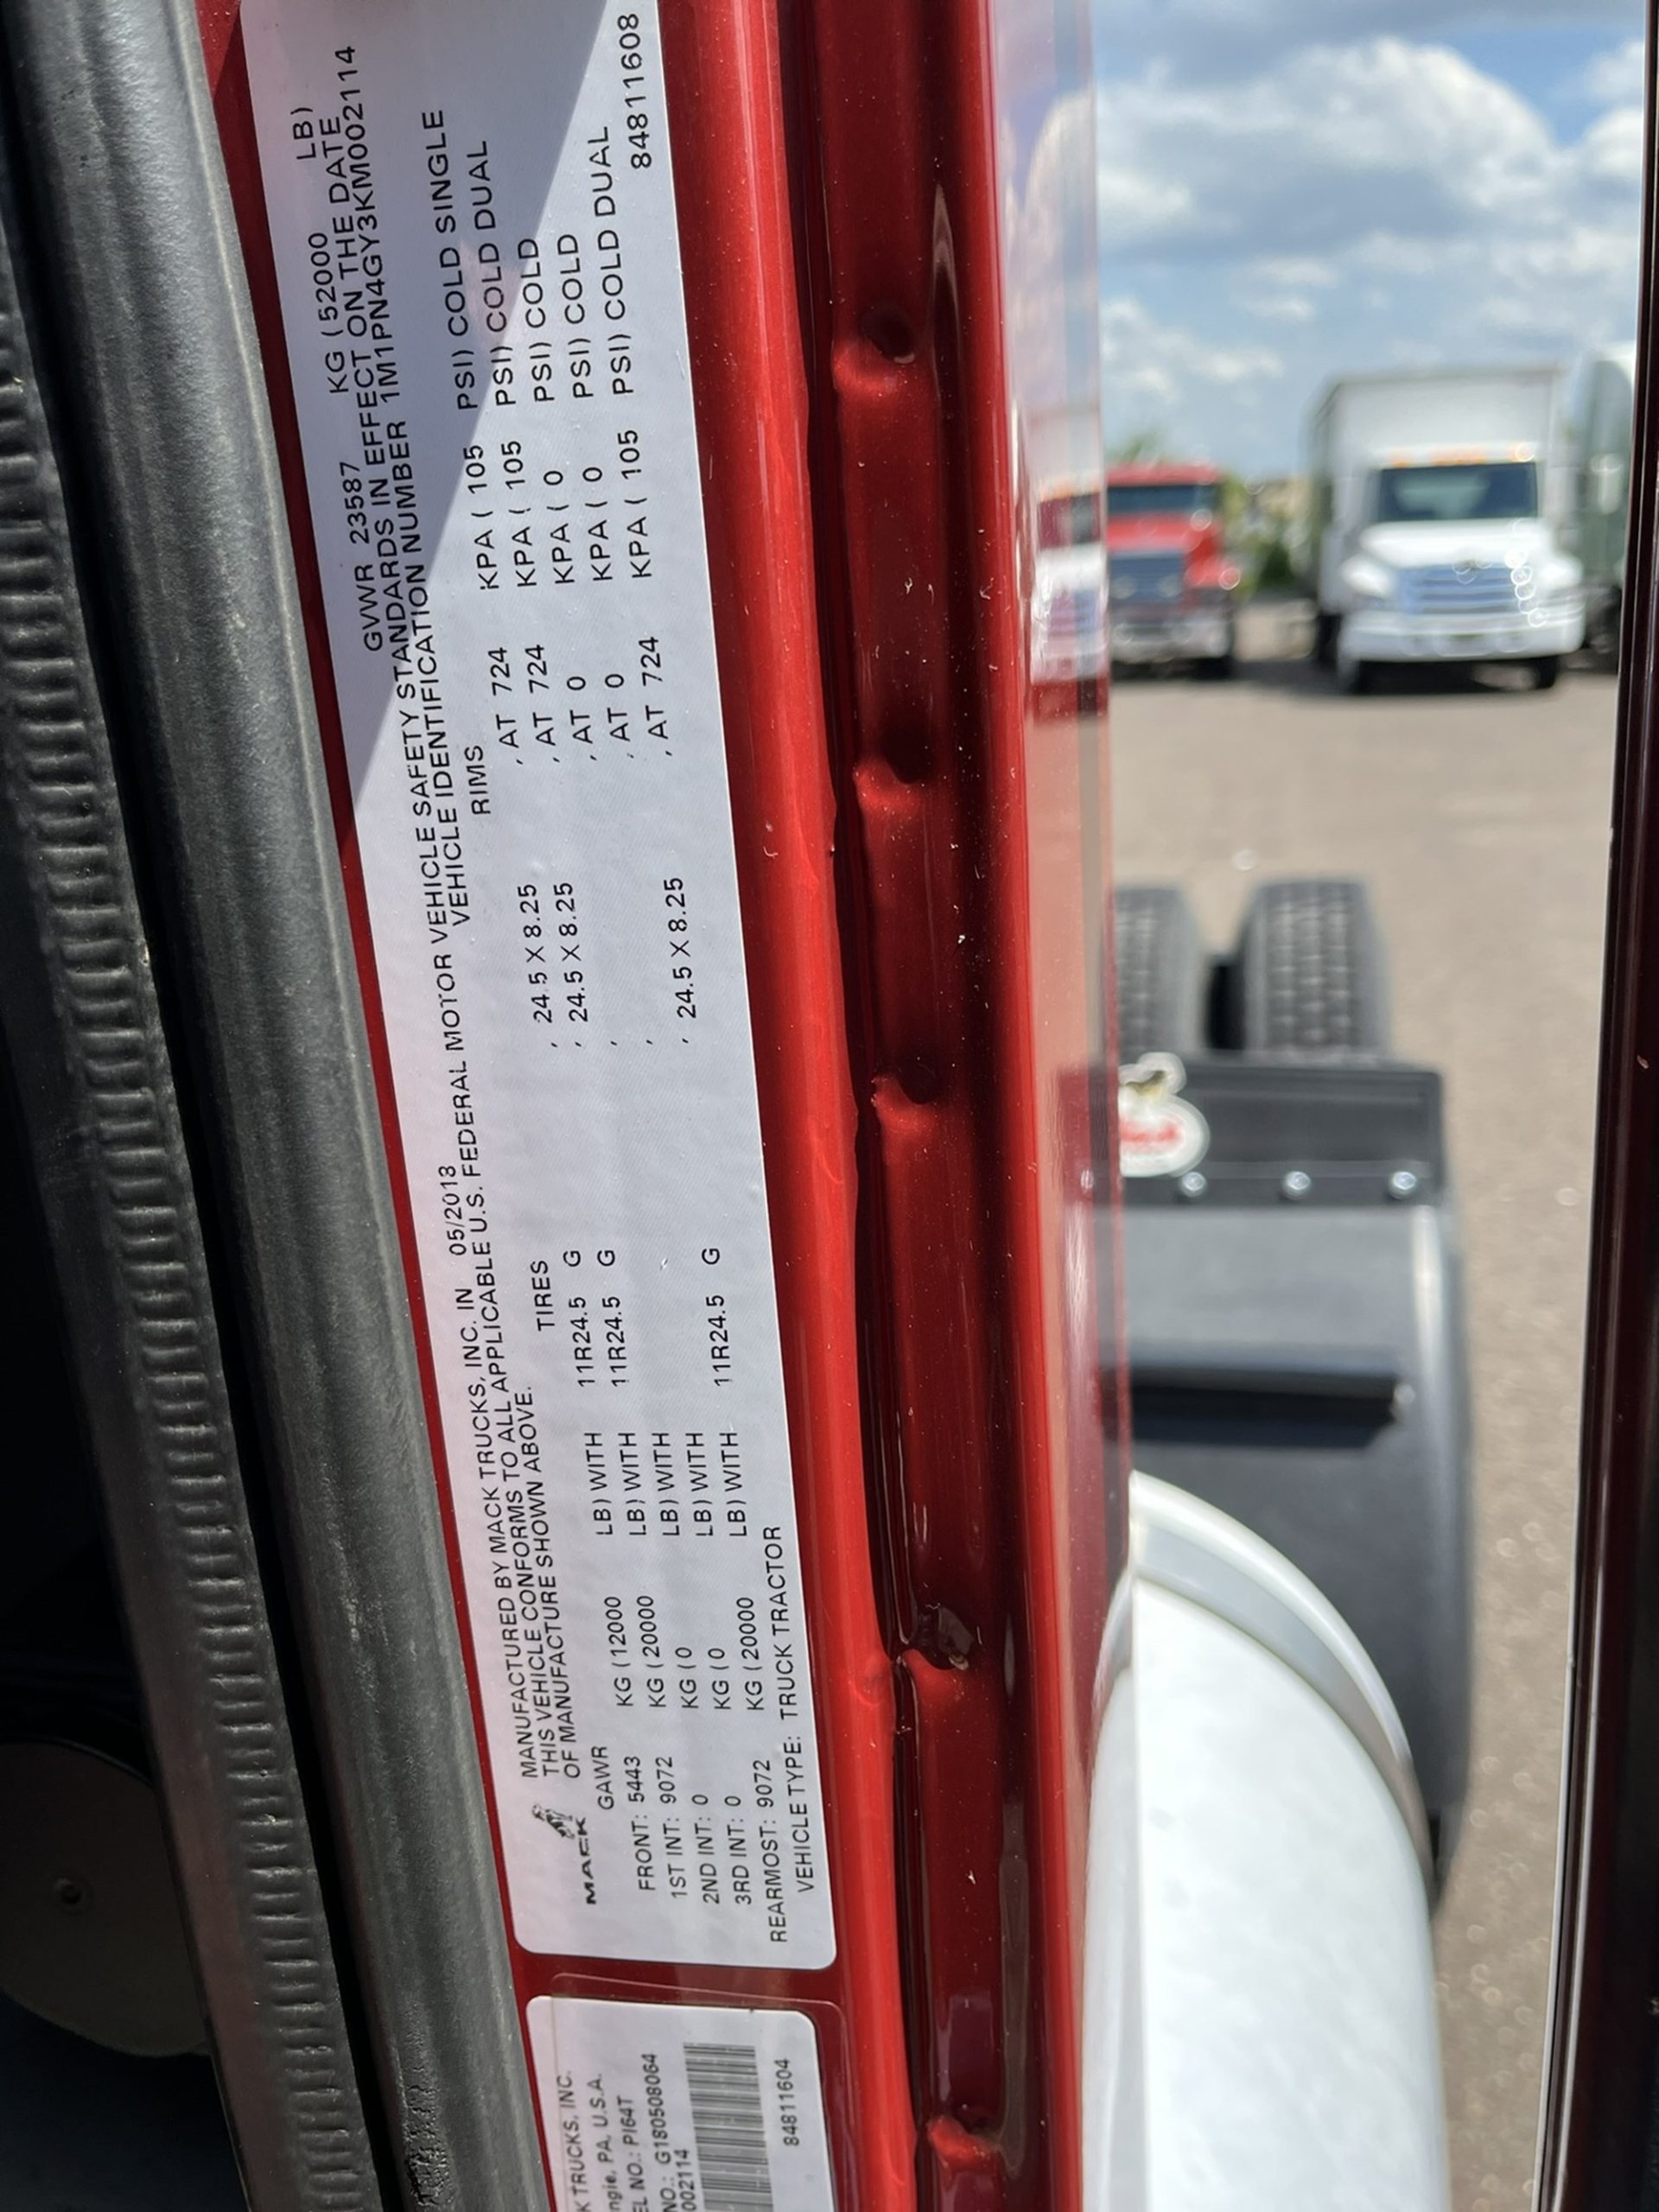 MANUFACTURED BY MACK TRUCKS, INC. IN 05/2018 GVWR 23587 KG (52000 LB)
THIS VEHICLE CONFORMS TO ALL APPLICABLE U.S. FEDERAL MOTOR VEHICLE SAFETY STANDARDS IN EFFECT ON THE DATE
OF MANUFACTURE SHOWN ABOVE. VEHICLE IDENTIFICATION NUMBER 1M1PN4GY3KM002114
MACK
GAWR TIRES RIMS
FRONT: 5443 KG (12000 LB) WITH 11R24.5 G , 24.5 X 8.25 , AT 724 KPA ( 105 PSI) COLD SINGLE
1ST INT: 9072 KG (20000 LB) WITH 11R24.5 G , 24.5 X 8.25 , AT 724 KPA ( 105 PSI) COLD DUAL
2ND INT: 0 KG (0 LB) WITH , , AT 0 KPA ( 0 PSI) COLD
3RD INT: 0 KG (0 LB) WITH , , AT 0 KPA ( 0 PSI) COLD
REARMOST: 9072 KG (20000 LB) WITH 11R24.5 G , 24.5 X 8.25 , AT 724 KPA ( 105 PSI) COLD DUAL
VEHICLE TYPE: TRUCK TRACTOR 84811608
K TRUCKS, INC.
ngie, PA, U.S.A.
EL NO.: PI64T
NO.: G180508064
002114
84811604